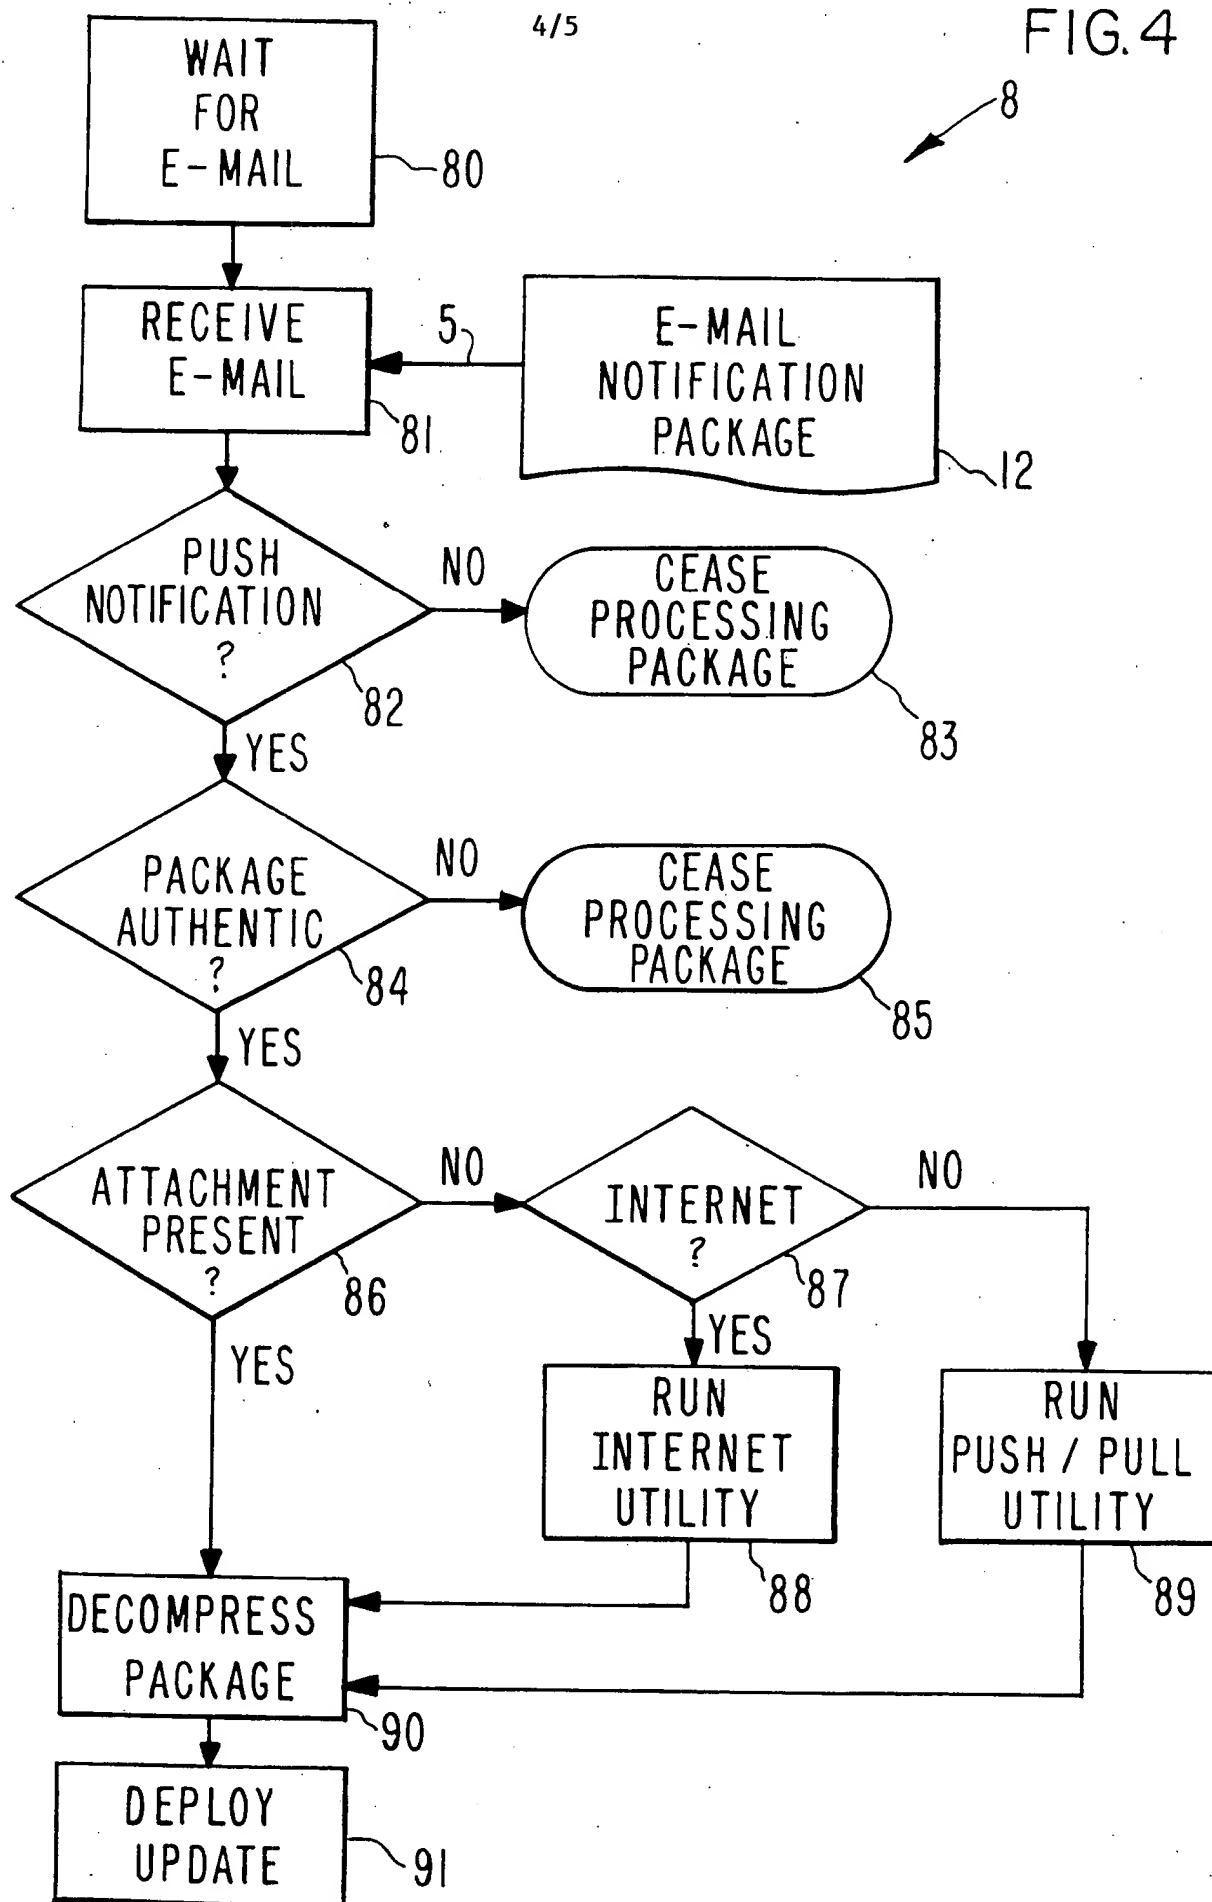 4/5
FIG. 4
8
WAIT
FOR
E-MAIL
80
RECEIVE
E-MAIL
81
5
E-MAIL
NOTIFICATION
PACKAGE
12
PUSH
NOTIFICATION
?
82
NO
CEASE
PROCESSING
PACKAGE
83
YES
PACKAGE
AUTHENTIC
?
84
NO
CEASE
PROCESSING
PACKAGE
85
YES
ATTACHMENT
PRESENT
?
86
NO
INTERNET
?
87
NO
YES
YES
RUN
INTERNET
UTILITY
88
RUN
PUSH / PULL
UTILITY
89
DECOMPRESS
PACKAGE
90
DEPLOY
UPDATE
91